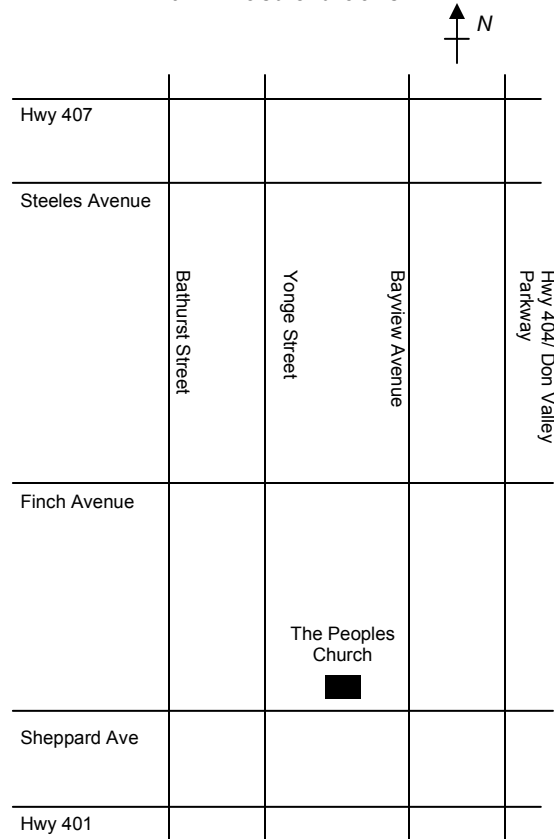 N
Hwy 407
Steeles Avenue
Bathurst Street
Yonge Street
Bayview Avenue
Hwy 404/ Don Valley
Parkway
Finch Avenue
The Peoples
Church
Sheppard Ave
Hwy 401